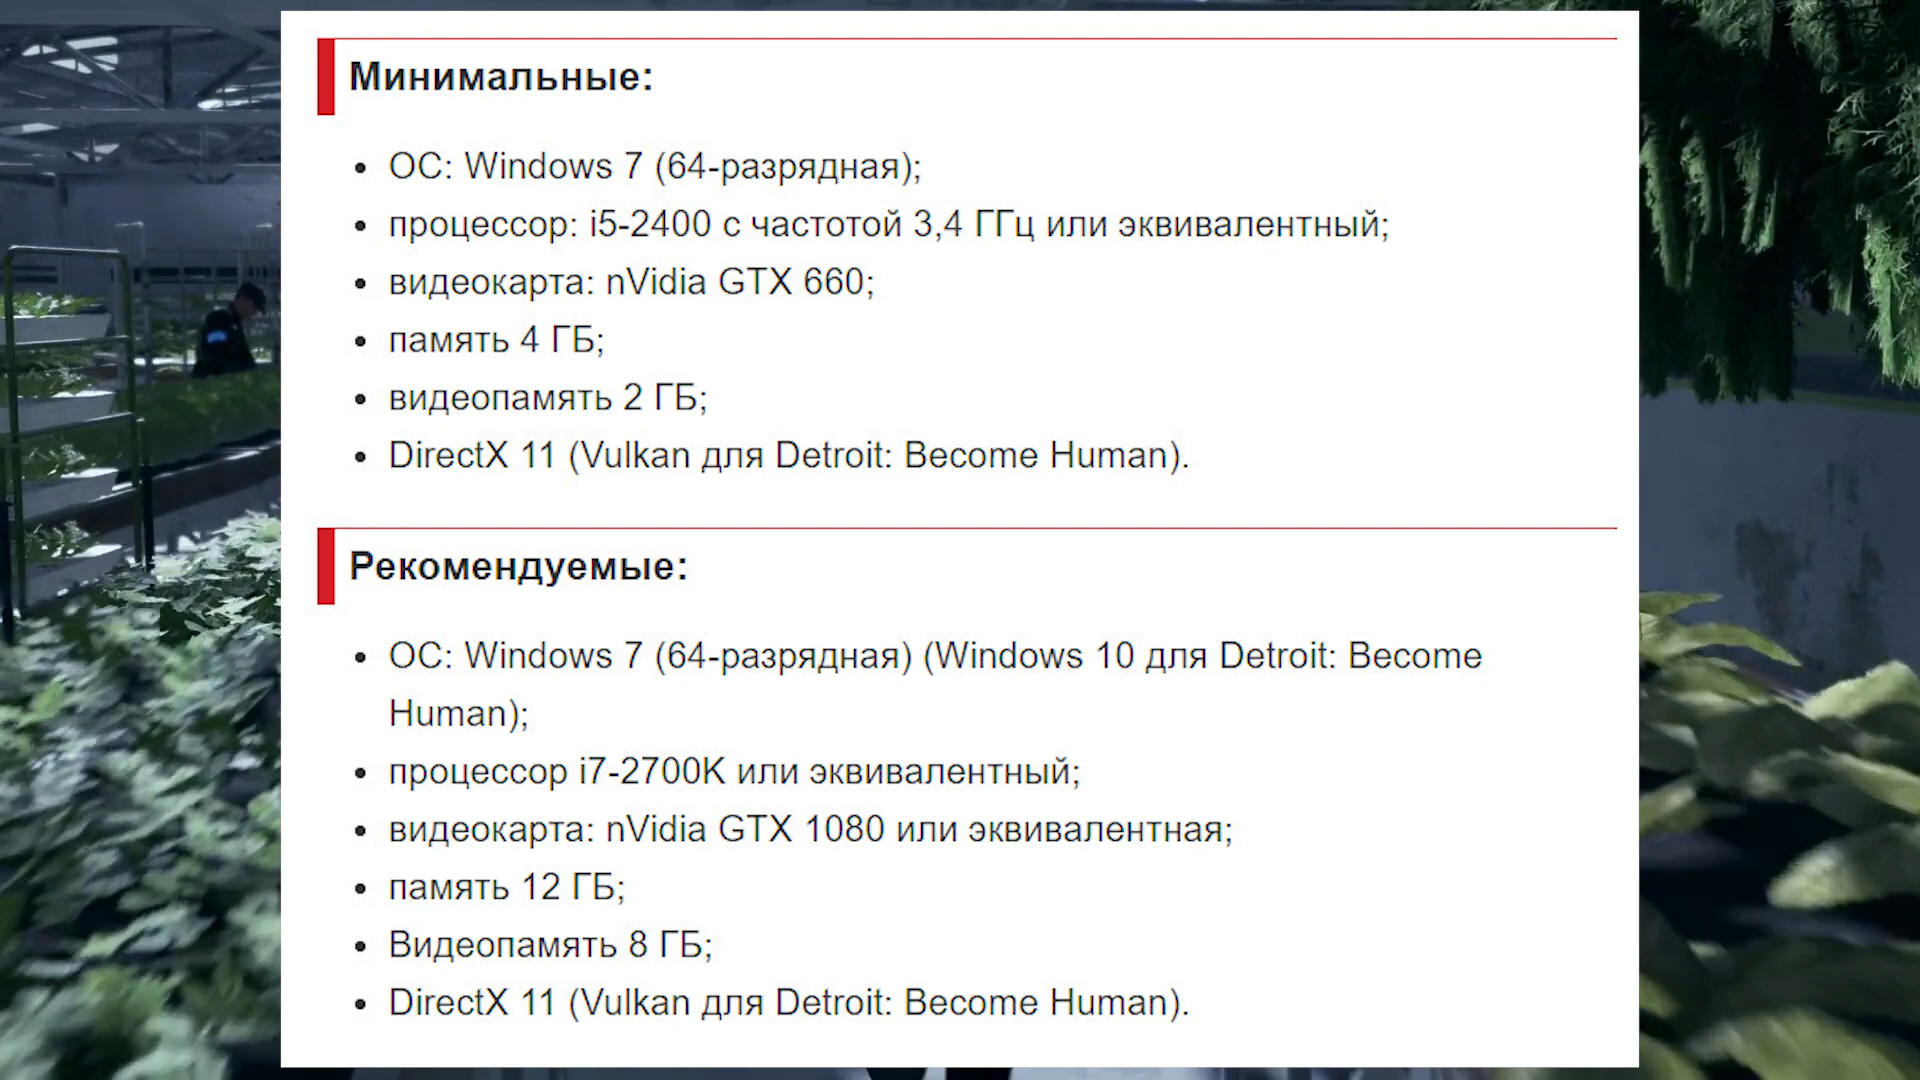 Минимальные:
ОС: Windows 7 (64-разрядная);
процессор: i5-2400 с частотой 3,4 ГГц или эквивалентный;
видеокарта: nVidia GTX 660;
память 4 ГБ;
видеопамять 2 ГБ;
DirectX 11 (Vulkan для Detroit: Become Human).
Рекомендуемые:
ОС: Windows 7 (64-разрядная) (Windows 10 для Detroit: Become
Human);
процессор i7-2700K или эквивалентный;
видеокарта: nVidia GTX 1080 или эквивалентная;
память 12 ГБ;
Видеопамять 8 ГБ;
DirectX 11 (Vulkan для Detroit: Become Human).